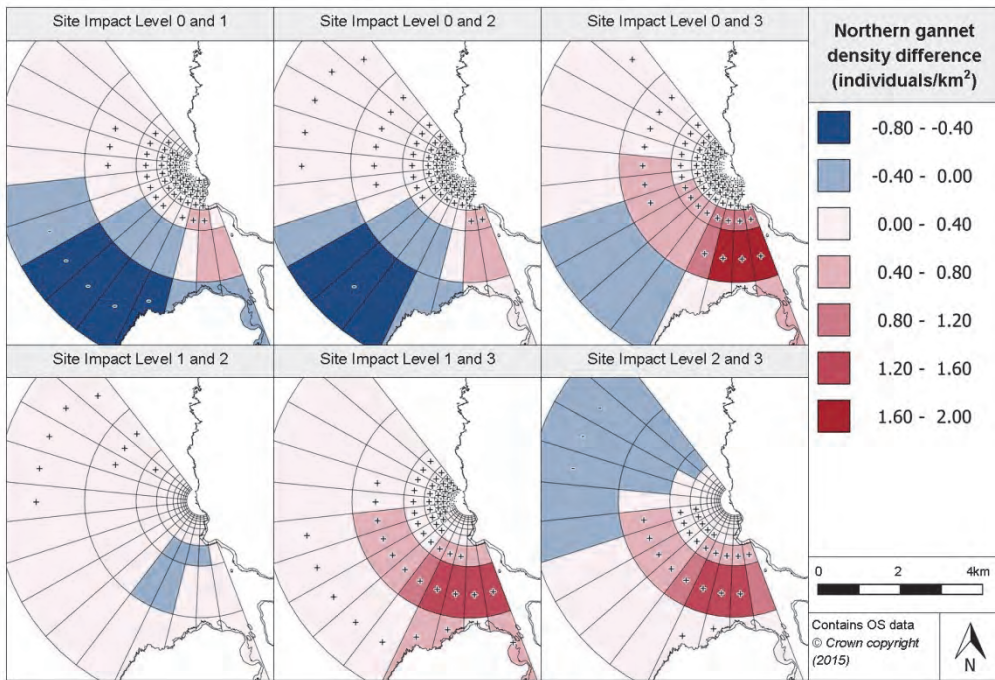 Site Impact Level 0 and 1
Site Impact Level 0 and 2
Site Impact Level 0 and 3
Site Impact Level 1 and 2
Site Impact Level 1 and 3
Site Impact Level 2 and 3
Northern gannet
density difference
(individuals/km²)
-0.80 - -0.40
-0.40 - 0.00
0.00 - 0.40
0.40 - 0.80
0.80 - 1.20
1.20 - 1.60
1.60 - 2.00
0 2 4km
Contains OS data
© Crown copyright
(2015)
N